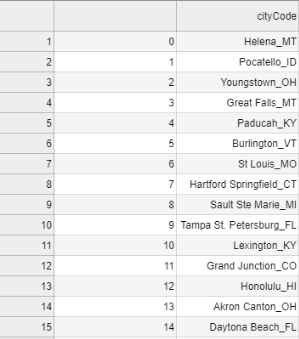 cityCode
1 0 Helena_MT
2 1 Pocatello_ID
3 2 Youngstown_OH
4 3 Great Falls_MT
5 4 Paducah_KY
6 5 Burlington_VT
7 6 St Louis_MO
8 7 Hartford Springfield_CT
9 8 Sault Ste Marie_MI
10 9 Tampa St. Petersburg_FL
11 10 Lexington_KY
12 11 Grand Junction_CO
13 12 Honolulu_HI
14 13 Akron Canton_OH
15 14 Daytona Beach_FL